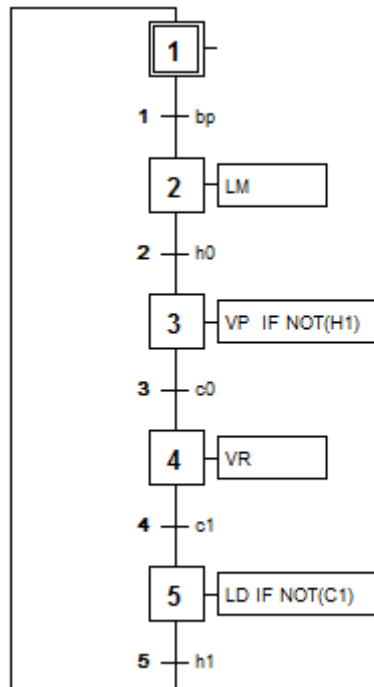 1
1 bp
2 LM
2 h0
3 VP IF NOT(H1)
3 c0
4 VR
4 c1
5 LD IF NOT(C1)
5 h1